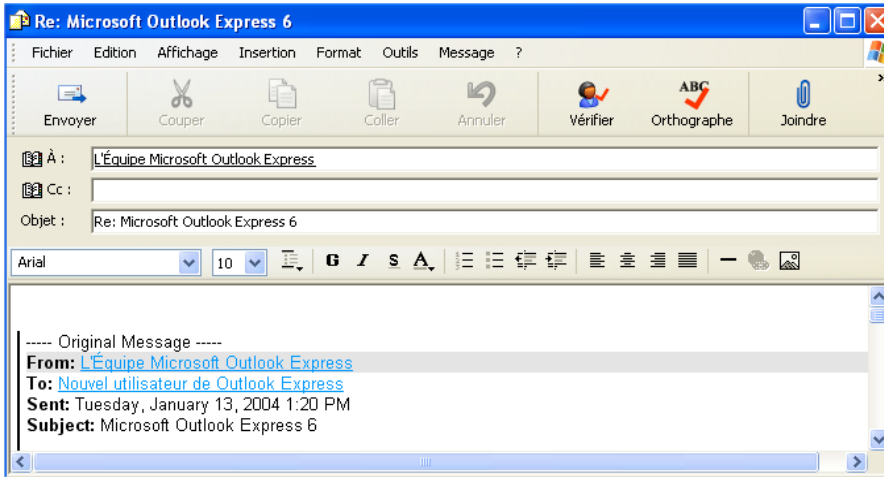 Re: Microsoft Outlook Express 6
Fichier Edition Affichage Insertion Format Outils Message ?
Envoyer Couper Copier Coller Annuler Vérifier Orthographe Joindre
À : L'Équipe Microsoft Outlook Express
Cc :
Objet : Re: Microsoft Outlook Express 6
Arial 10 G I S A
----- Original Message -----
From: L'Équipe Microsoft Outlook Express
To: Nouvel utilisateur de Outlook Express
Sent: Tuesday, January 13, 2004 1:20 PM
Subject: Microsoft Outlook Express 6